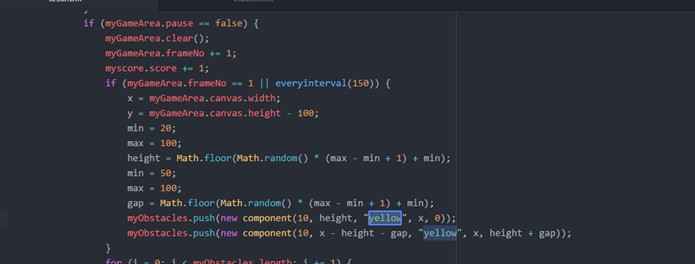 }
if (myGameArea.pause == false) {
myGameArea.clear();
myGameArea.frameNo += 1;
myscore.score += 1;
if (myGameArea.frameNo == 1 || everyinterval(150)) {
x = myGameArea.canvas.width;
y = myGameArea.canvas.height - 100;
min = 20;
max = 100;
height = Math.floor(Math.random() * (max - min + 1) + min);
min = 50;
max = 100;
gap = Math.floor(Math.random() * (max - min + 1) + min);
myObstacles.push(new component(10, height, "yellow", x, 0));
myObstacles.push(new component(10, x - height - gap, "yellow", x, height + gap));
}
for (i = 0; i < myObstacles.length; i += 1) {